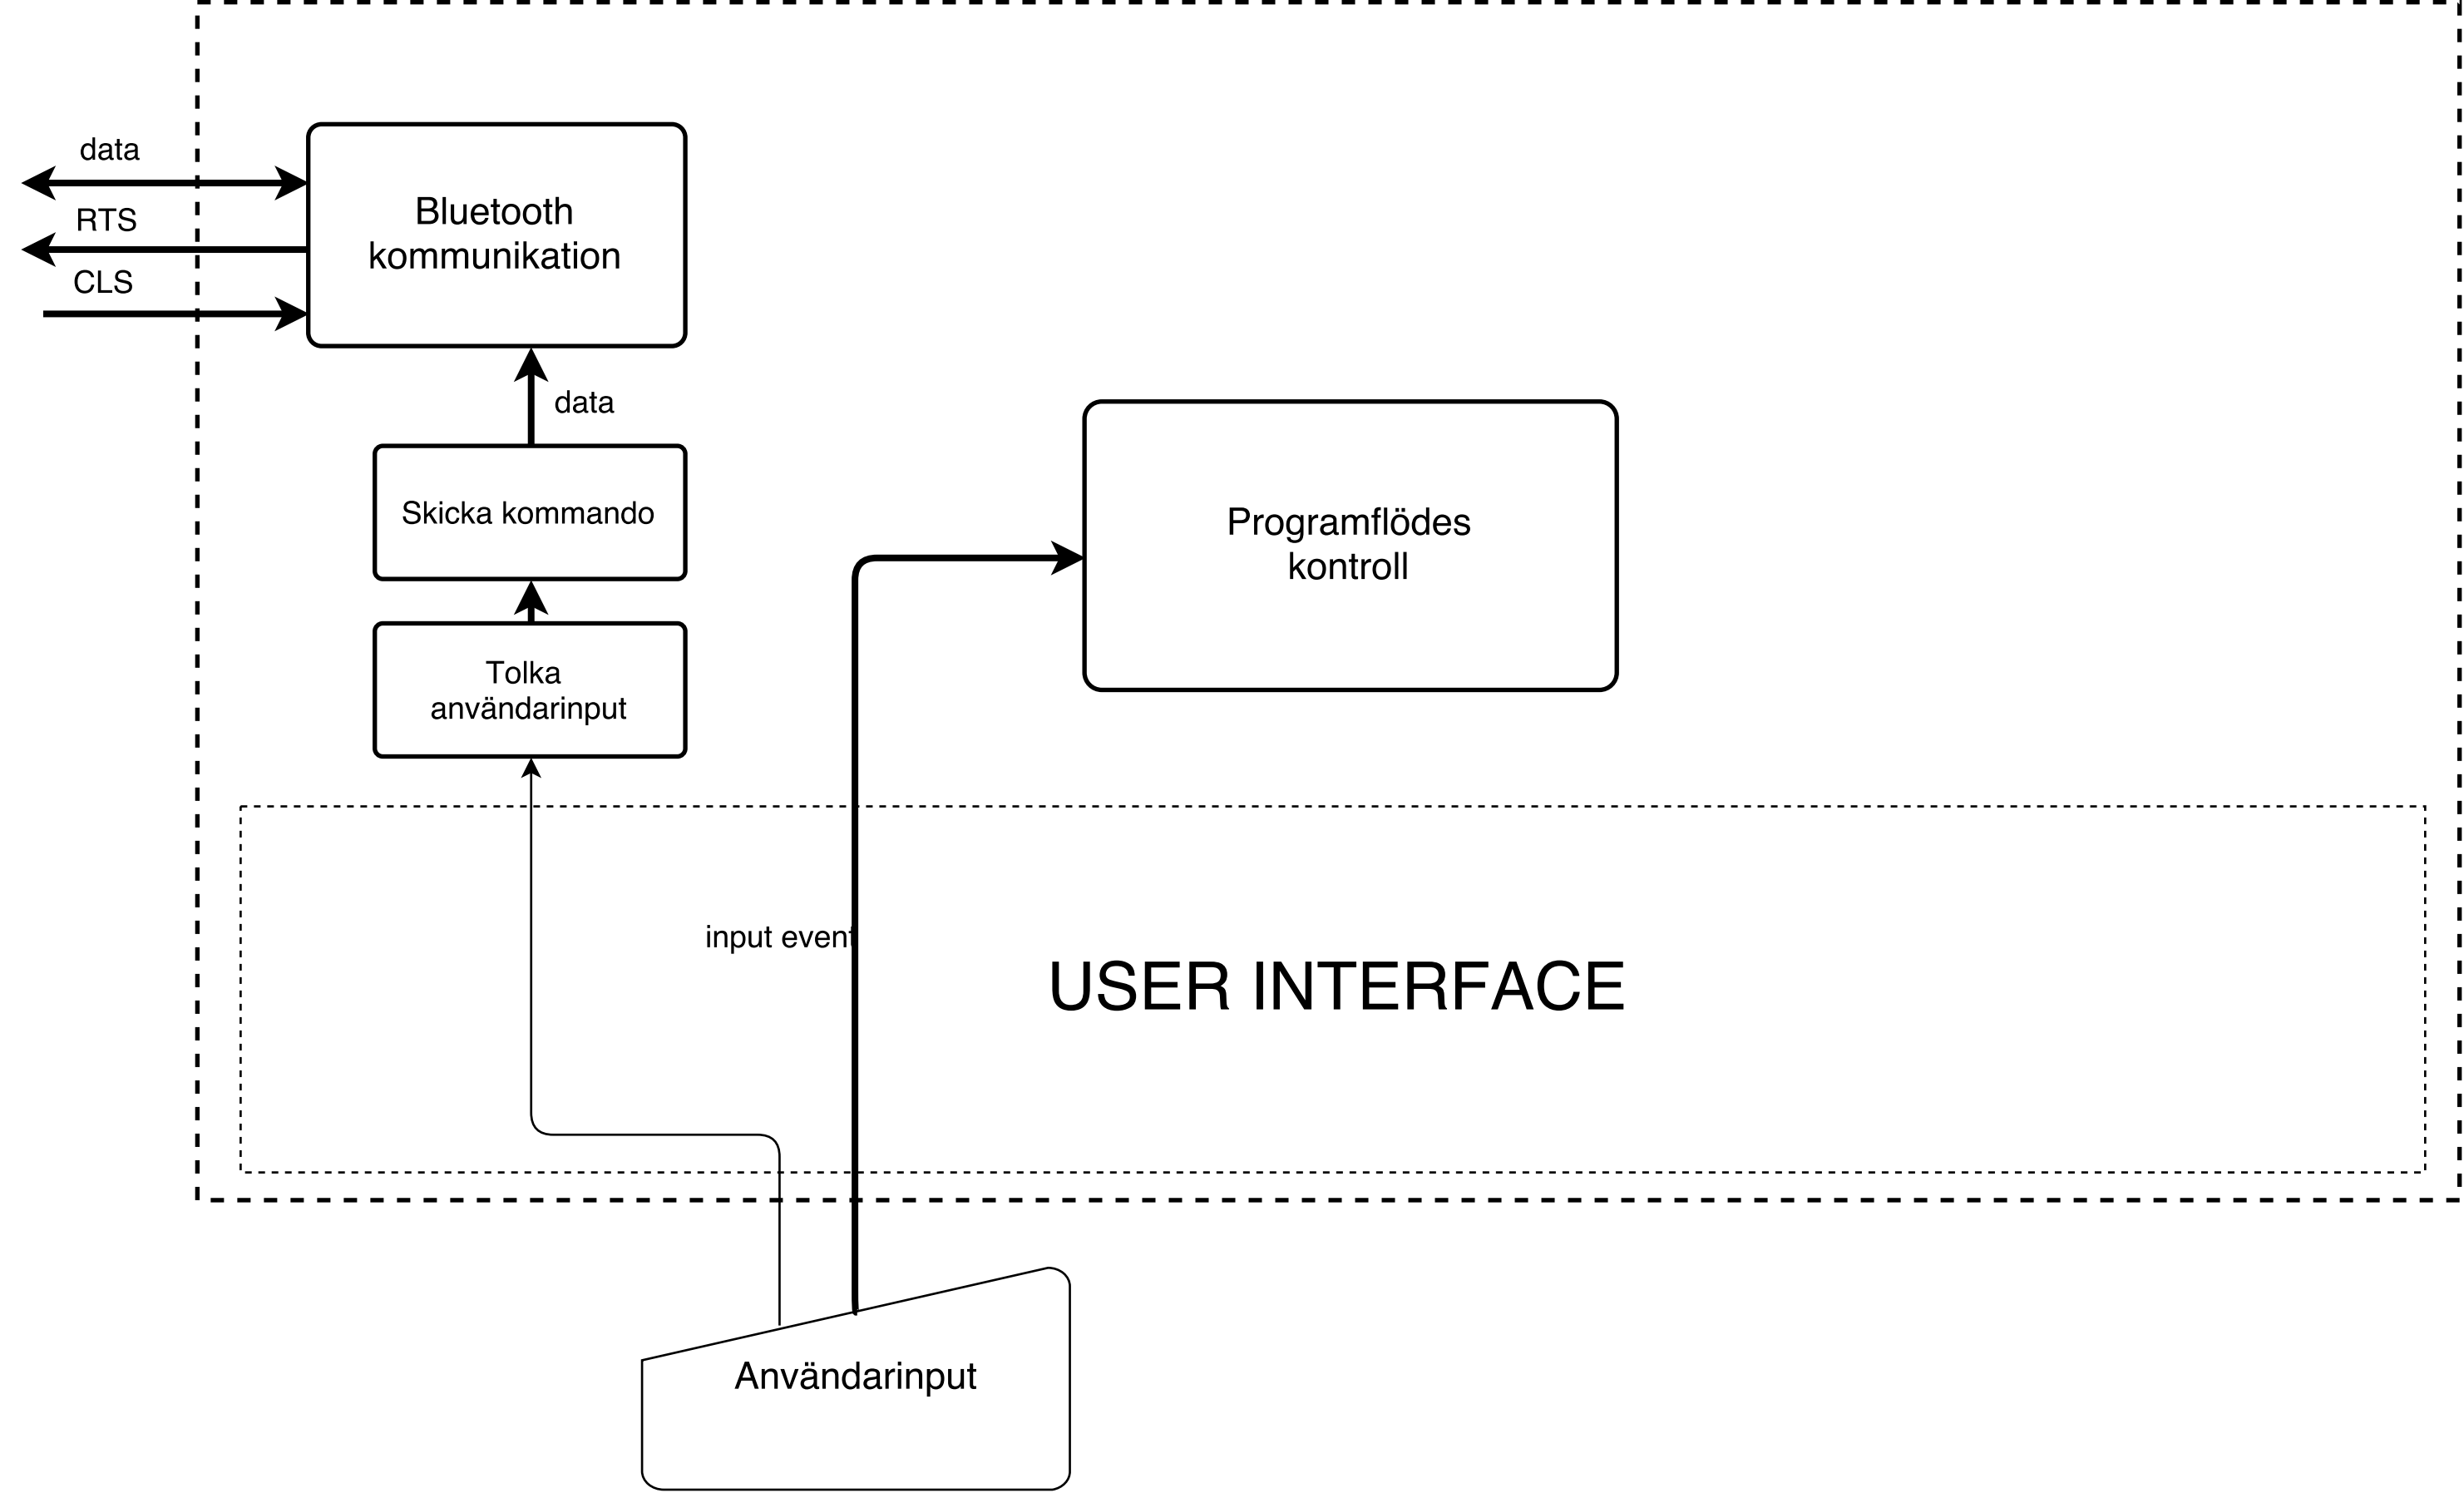 data
RTS
CLS
Bluetooth
kommunikation
data
Skicka kommando
Programflödes
kontroll
Tolka
användarinput
input event
USER INTERFACE
Användarinput